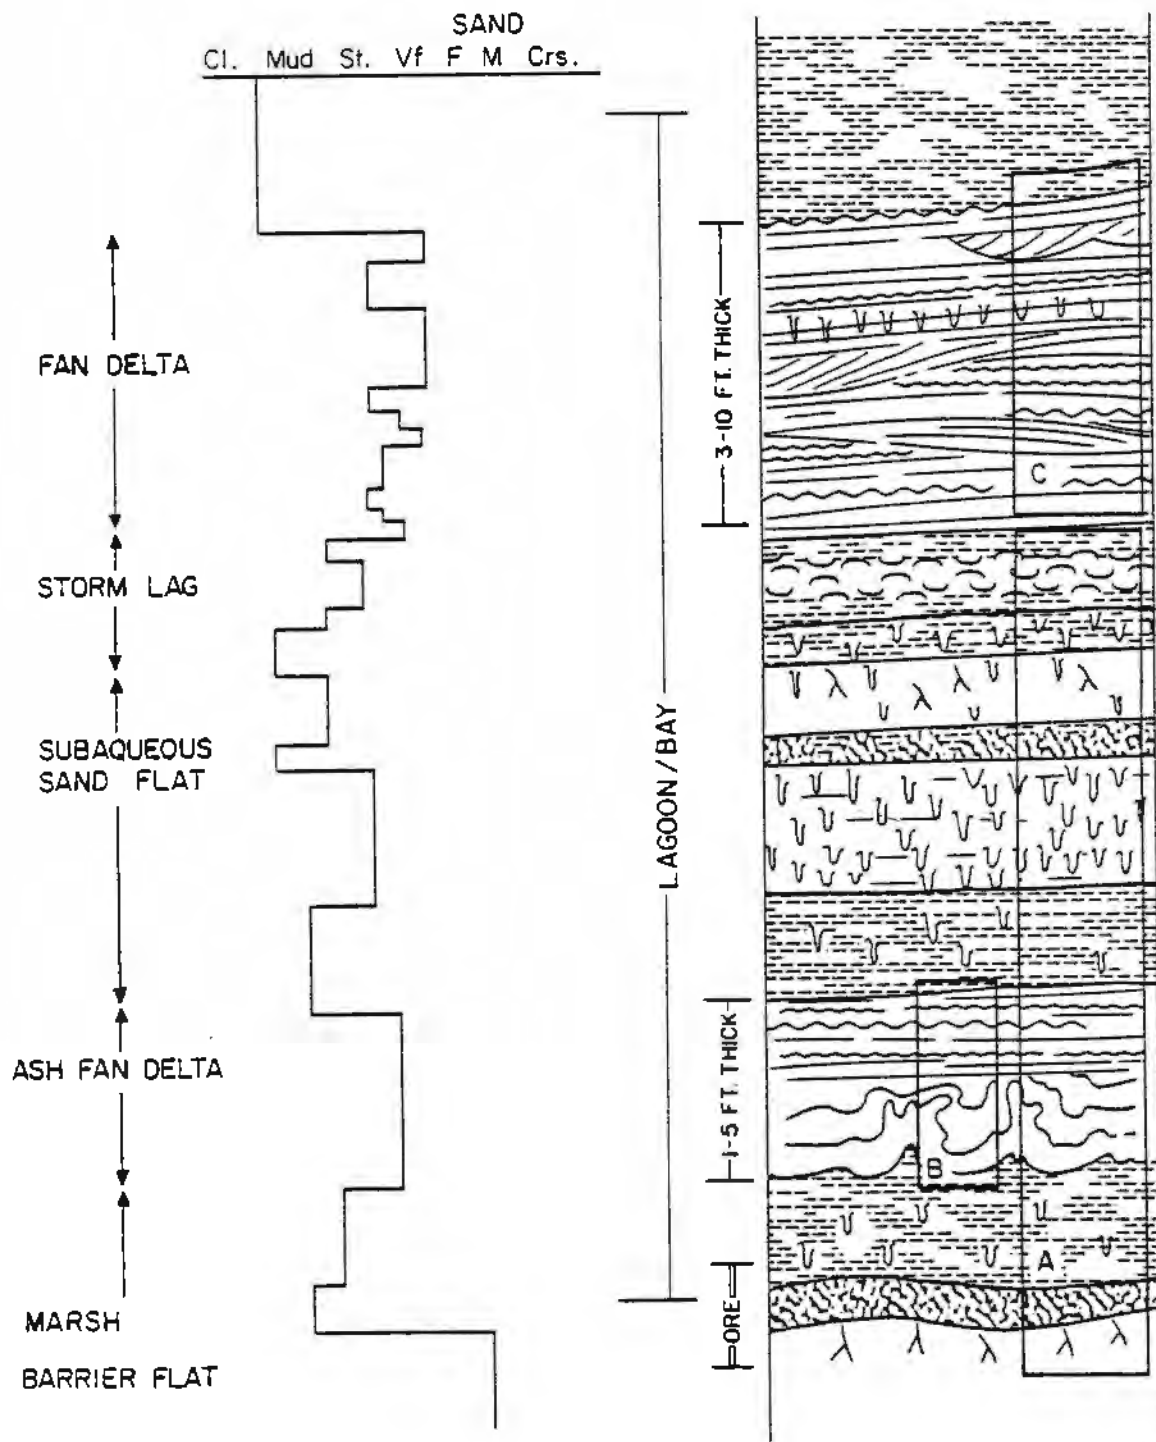 SAND
Cl. Mud St. Vf F M Crs.
FAN DELTA
STORM LAG
SUBAQUEOUS
SAND FLAT
ASH FAN DELTA
MARSH
BARRIER FLAT
LAGOON/BAY
3-10 FT. THICK
1-5 FT. THICK
ORE
C
B
A